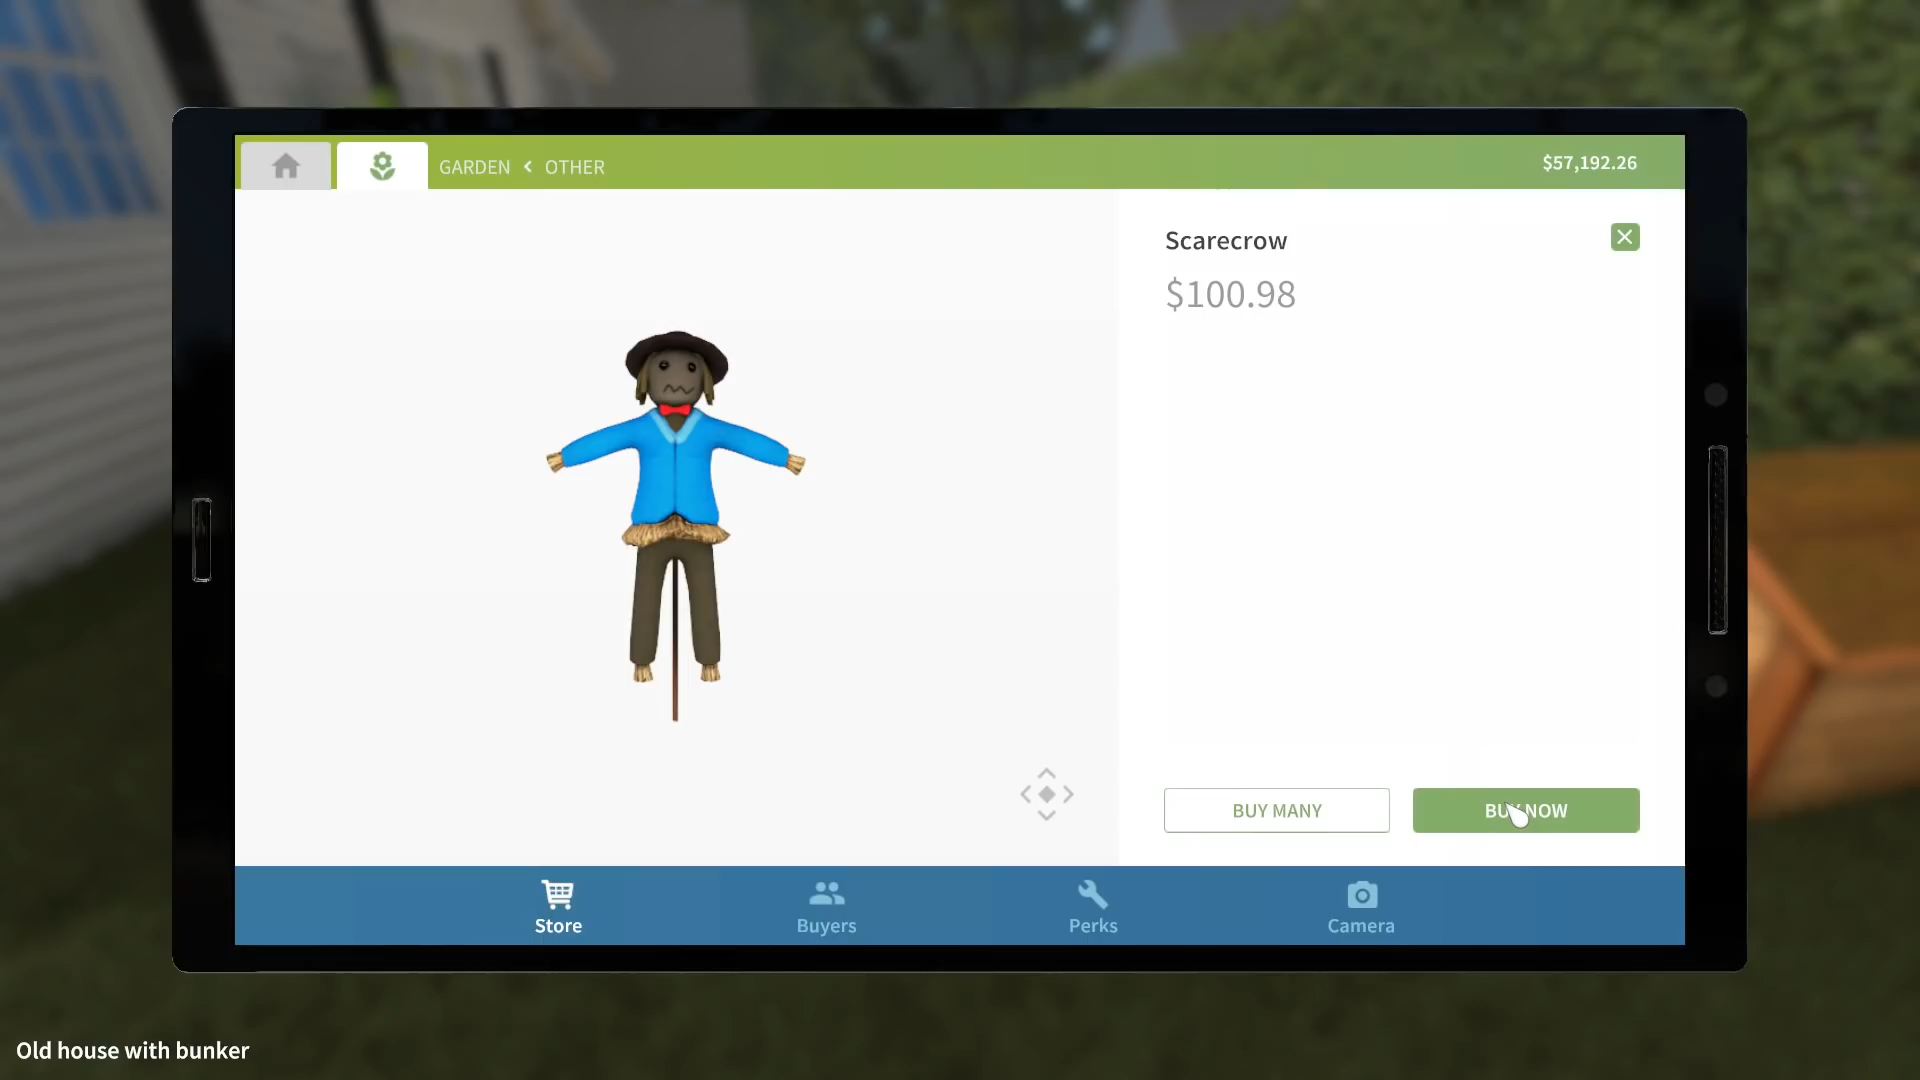 GARDEN < OTHER
$57,192.26
Scarecrow
$100.98
BUY MANY
BUY NOW
Store
Buyers
Perks
Camera
Old house with bunker